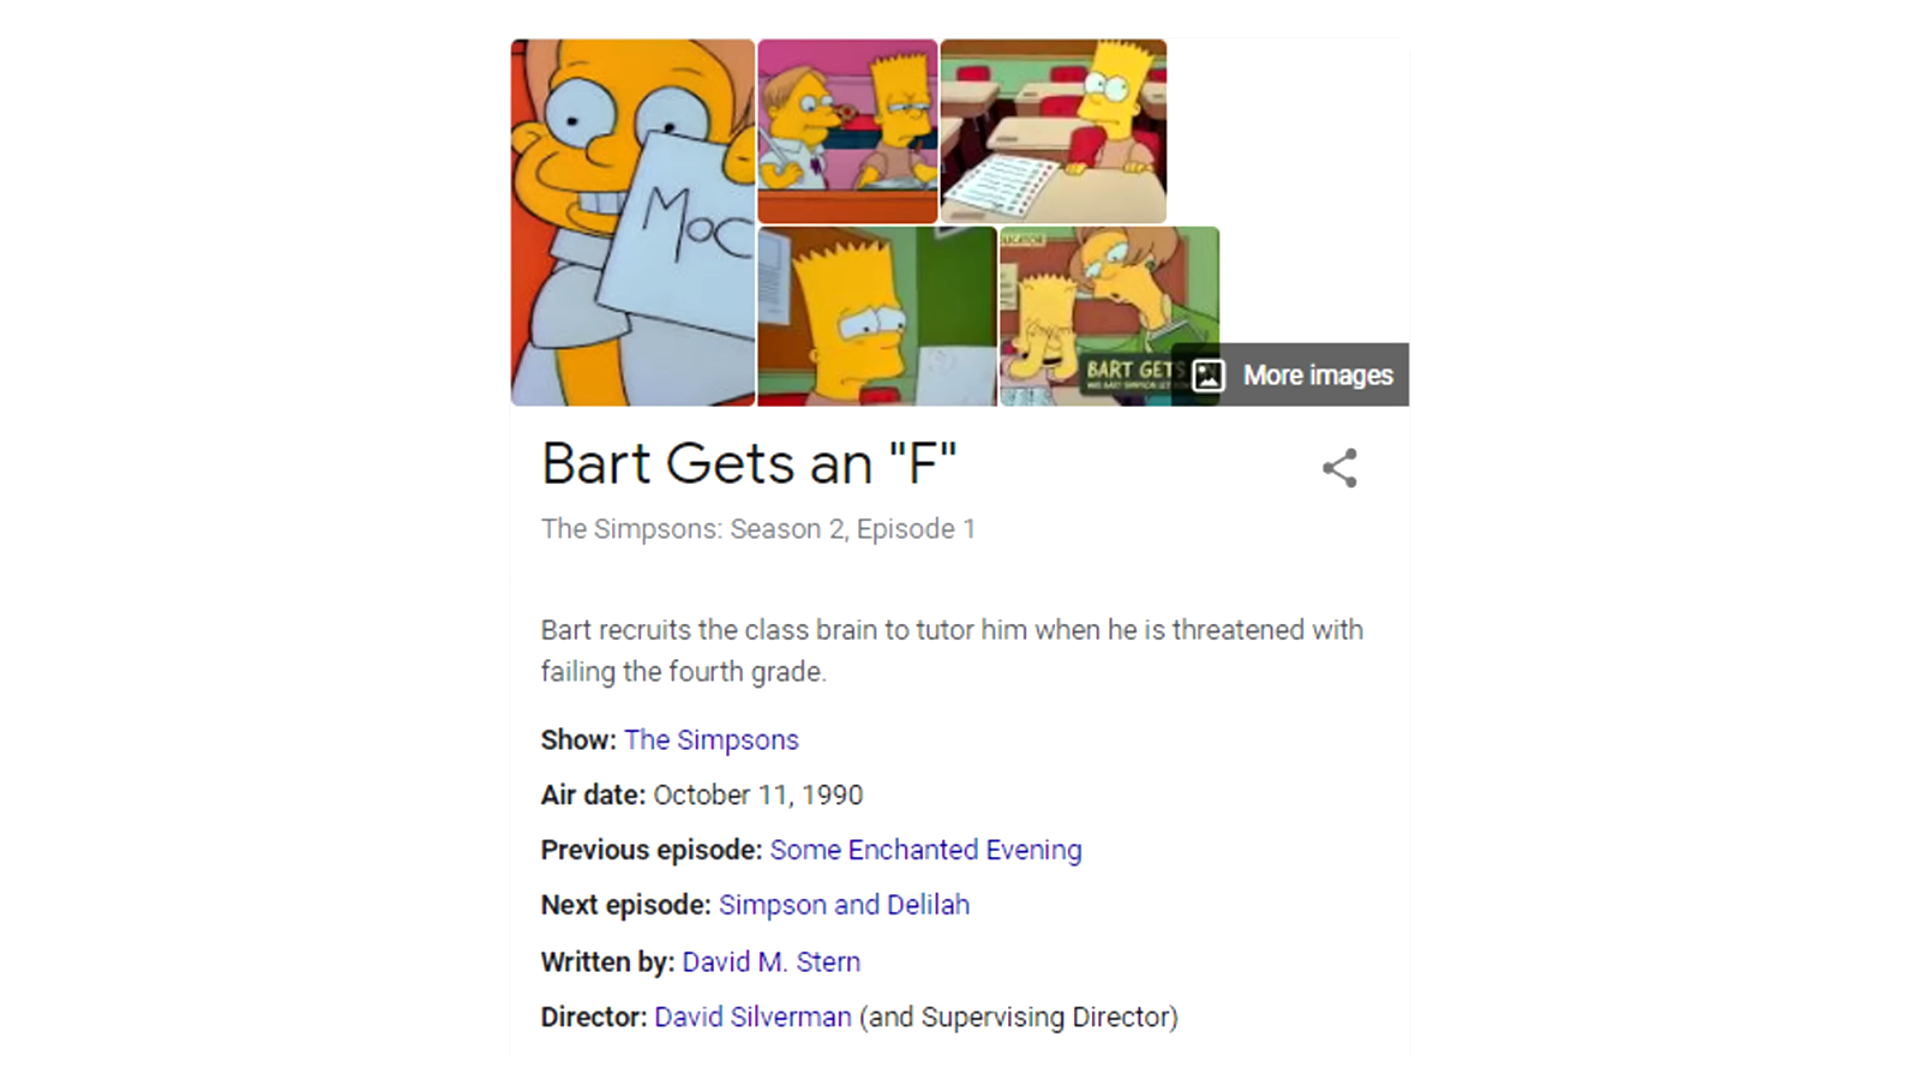 Moc
UCATOR
BART GETS
More images
Bart Gets an "F"
The Simpsons: Season 2, Episode 1
Bart recruits the class brain to tutor him when he is threatened with
failing the fourth grade.
Show: The Simpsons
Air date: October 11, 1990
Previous episode: Some Enchanted Evening
Next episode: Simpson and Delilah
Written by: David M. Stern
Director: David Silverman (and Supervising Director)